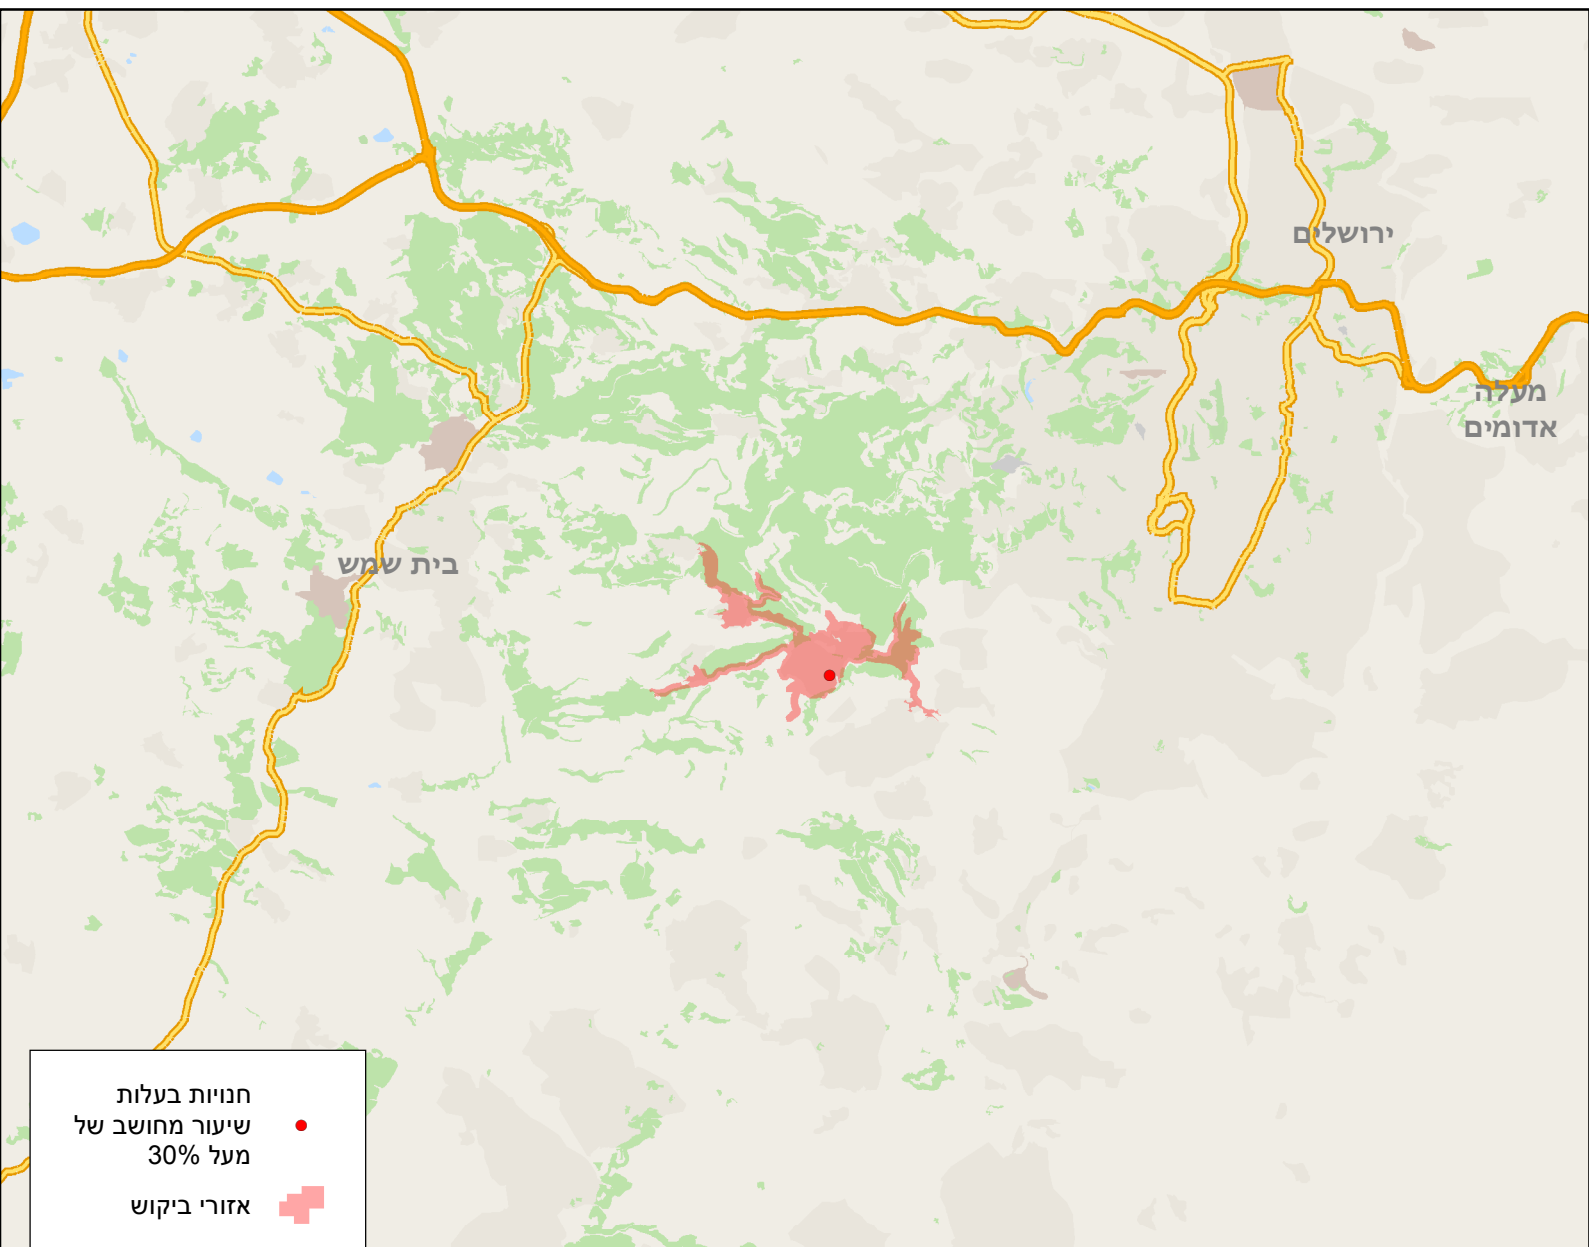 ירושלים
מעלה
אדומים
בית שמש
חנויות בעלות
שיעור מחושב של
מעל 30%
אזורי ביקוש